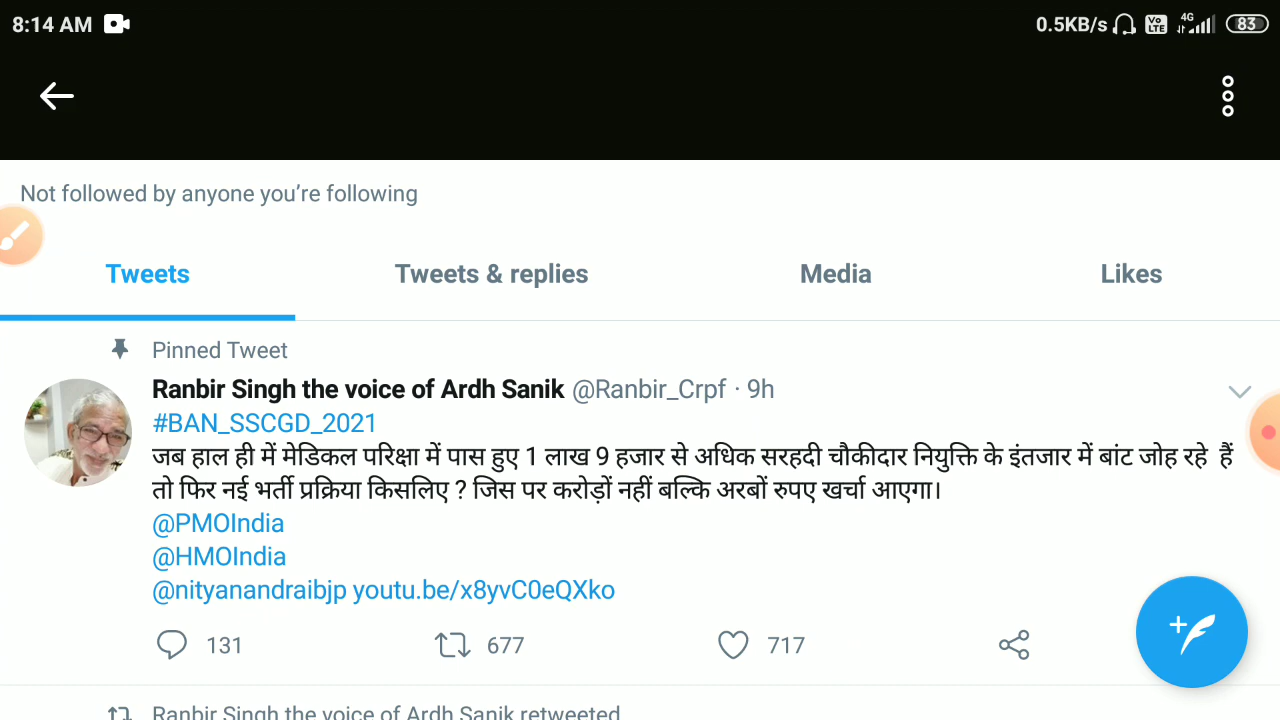 8:14 AM 0.5KB/s Vo LTE 4G 83
Not followed by anyone you’re following
Tweets Tweets & replies Media Likes
Pinned Tweet
Ranbir Singh the voice of Ardh Sanik @Ranbir_Crpf · 9h
#BAN_SSCGD_2021
जब हाल ही में मेडिकल परिक्षा में पास हुए 1 लाख 9 हजार से अधिक सरहदी चौकीदार नियुक्ति के इंतजार में बांट जोह रहे हैं
तो फिर नई भर्ती प्रक्रिया किसलिए ? जिस पर करोड़ों नहीं बल्कि अरबों रुपए खर्चा आएगा।
@PMOIndia
@HMOIndia
@nityanandraibjp youtu.be/x8yvC0eQXko
131 677 717
Ranbir Singh the voice of Ardh Sanik retweeted